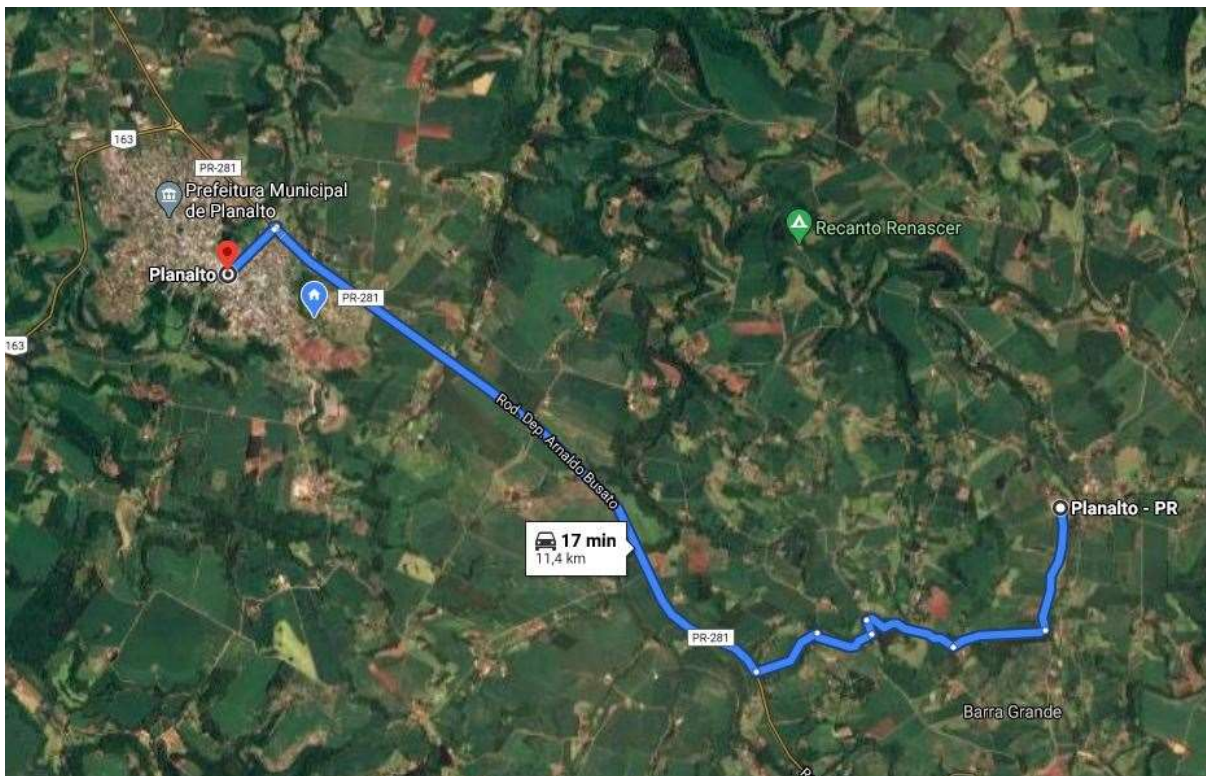 163
PR-281
Prefeitura Municipal
de Planalto
Recanto Renascer
Planalto
PR-281
163
Rod. Dep. Arnaldo Busato
Planalto - PR
17 min
11,4 km
PR-281
Barra Grande